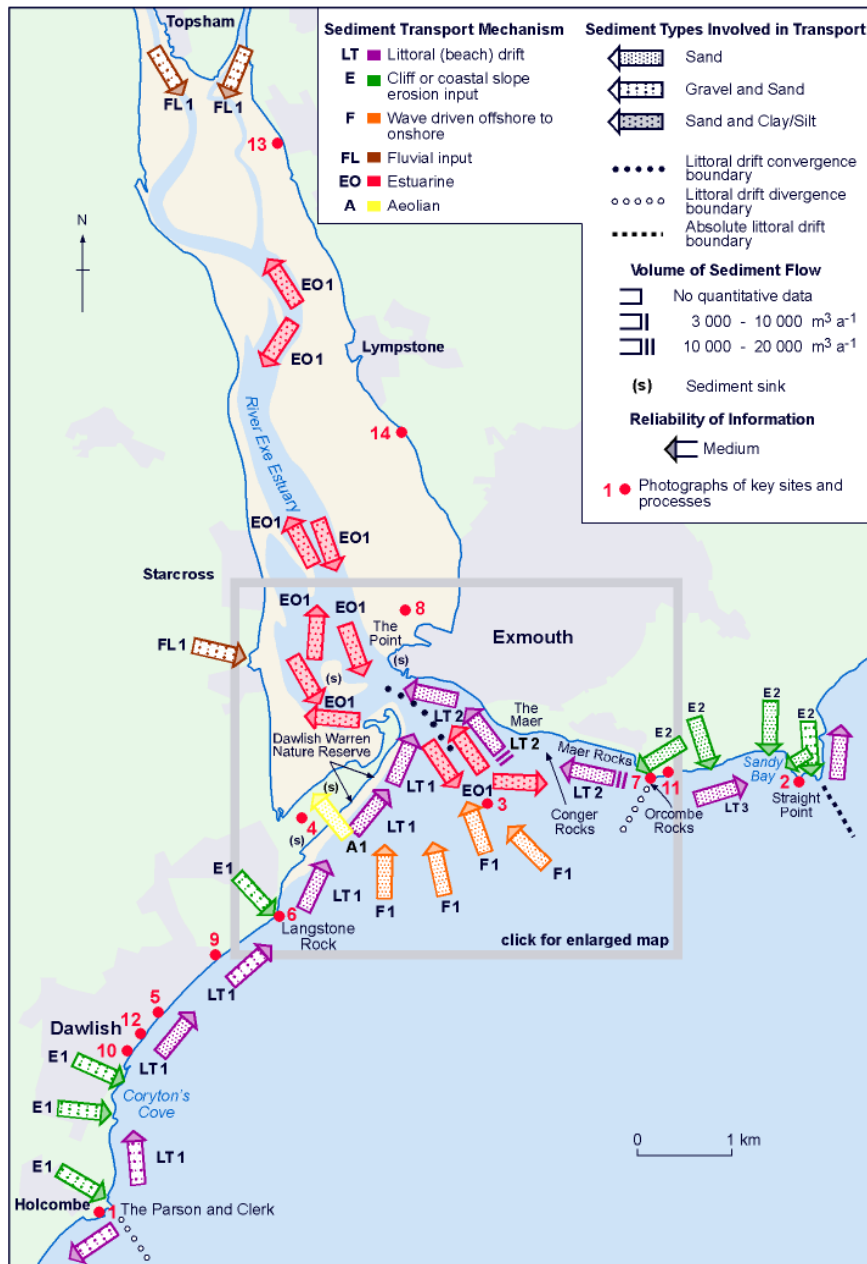 Topsham
FL1
FL1
13
N
EO1
EO1
Lympstone
14
River Exe Estuary
EO1
EO1
Starcross
EO1
EO1
8
The
Point
Exmouth
FL1
(s)
(s)
EO1
LT2
The
Maer
Dawlish Warren
Nature Reserve
LT2
Maer Rocks
E2
E2
E2
E2
Sandy
Bay
LT1
EO1
3
LT2
7
11
2
(s)
4
LT1
Conger
Rocks
Orcombe
Rocks
LT3
Straight
Point
(s)
A1
E1
LT1
F1
F1
F1
F1
6
Langstone
Rock
click for enlarged map
9
LT1
5
12
Dawlish
10
LT1
E1
Coryton's
Cove
E1
LT1
E1
Holcombe
1
The Parson and Clerk
0 1 km
Sediment Transport Mechanism
LT Littoral (beach) drift
E Cliff or coastal slope
erosion input
F Wave driven offshore to
onshore
FL Fluvial input
EO Estuarine
A Aeolian
Sediment Types Involved in Transport
Sand
Gravel and Sand
Sand and Clay/Silt
Littoral drift convergence
boundary
Littoral drift divergence
boundary
Absolute littoral drift
boundary
Volume of Sediment Flow
No quantitative data
3 000 - 10 000 m³ a⁻¹
10 000 - 20 000 m³ a⁻¹
(s) Sediment sink
Reliability of Information
Medium
1 Photographs of key sites and
processes